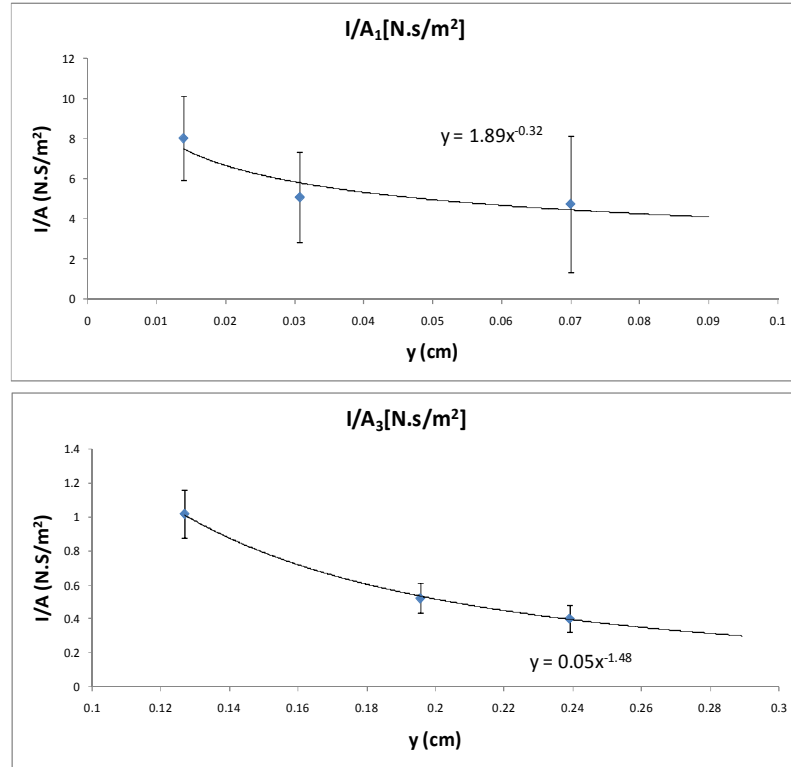 I/A₁[N.s/m²]
12
10
8
6
4
2
0
I/A (N.S/m²)
y = 1.89x⁻⁰·³²
0 0.01 0.02 0.03 0.04 0.05 0.06 0.07 0.08 0.09 0.1
y (cm)
I/A₃[N.s/m²]
1.4
1.2
1
0.8
0.6
0.4
0.2
0
I/A (N.S/m²)
y = 0.05x⁻¹·⁴⁸
0.1 0.12 0.14 0.16 0.18 0.2 0.22 0.24 0.26 0.28 0.3
y (cm)